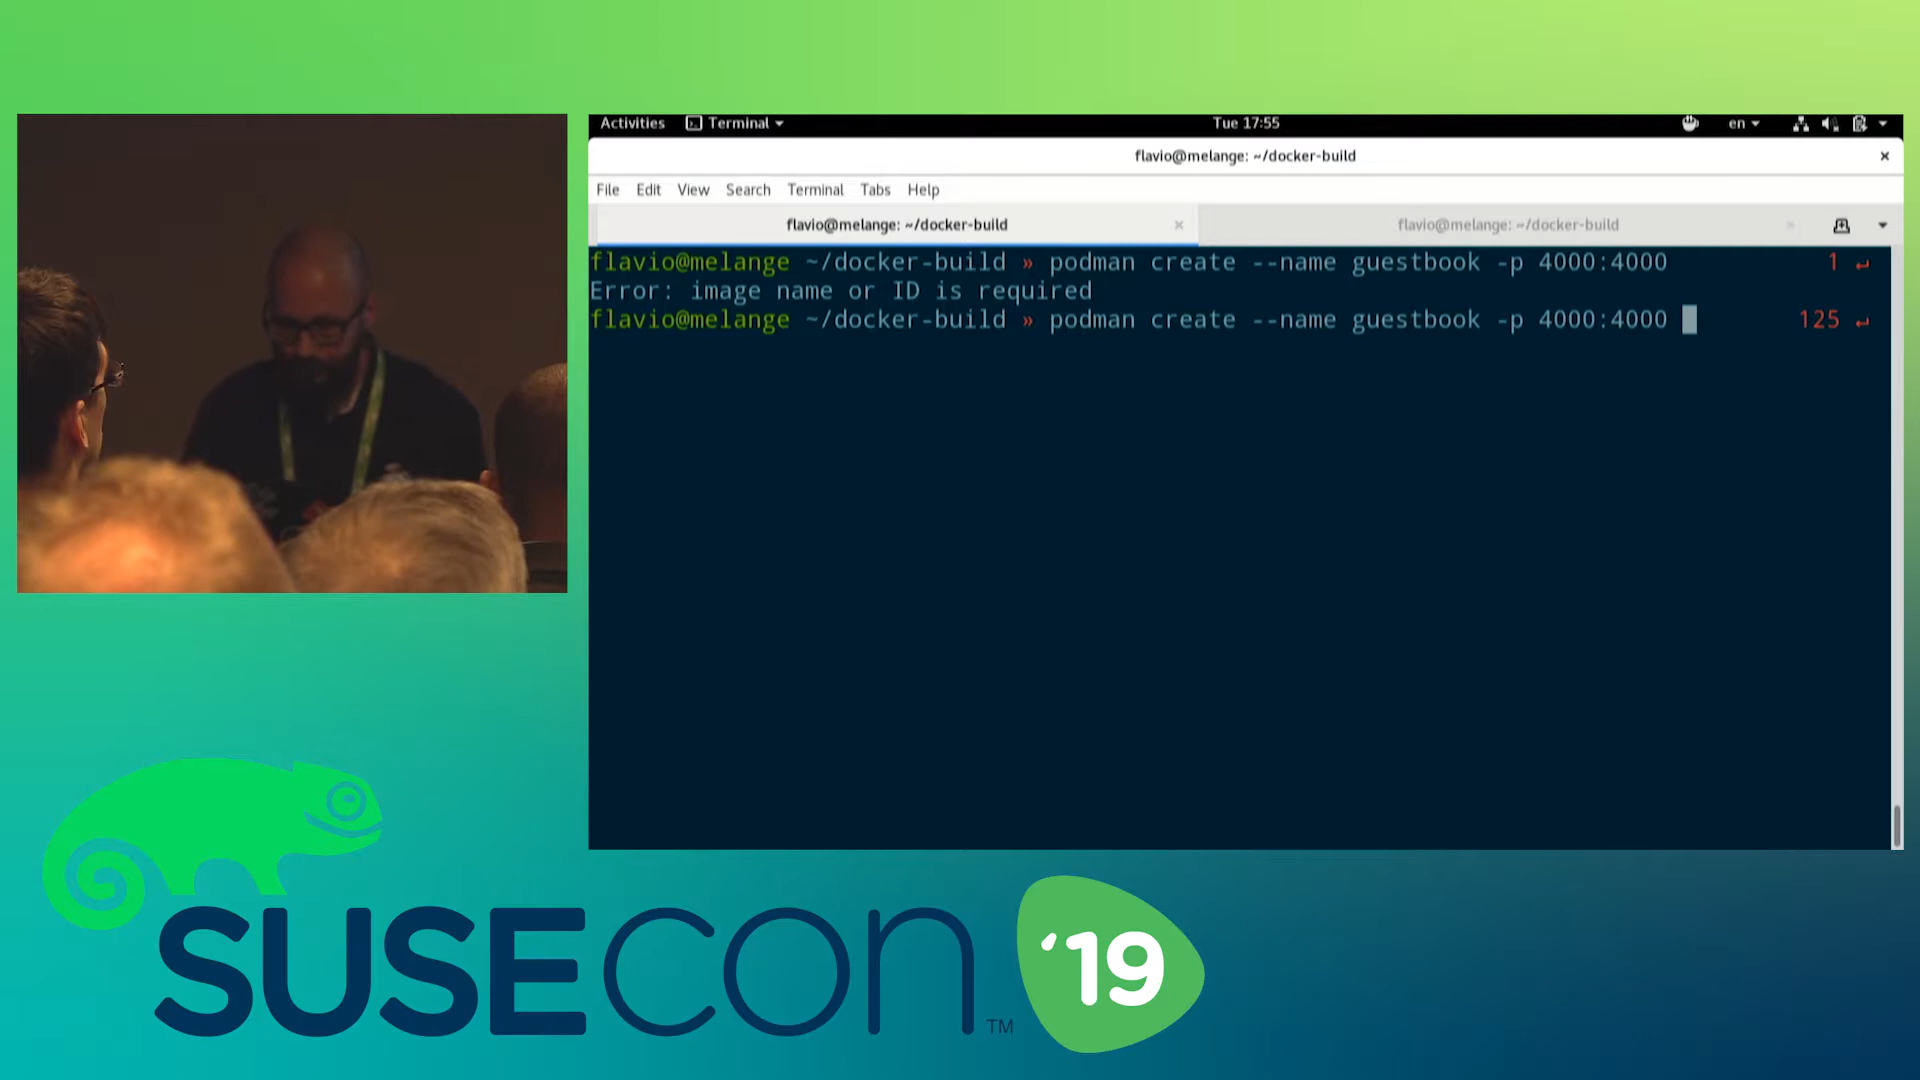 Activities Terminal Tue 17:55 en
flavio@melange: ~/docker-build
File Edit View Search Terminal Tabs Help
flavio@melange: ~/docker-build flavio@melange: ~/docker-build
flavio@melange ~/docker-build » podman create --name guestbook -p 4000:4000 1 ↵
Error: image name or ID is required
flavio@melange ~/docker-build » podman create --name guestbook -p 4000:4000 125 ↵
SUSECON™ '19